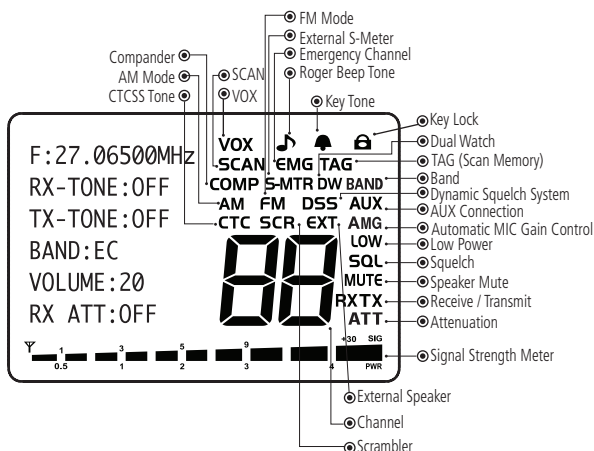 FM Mode
External S-Meter
Emergency Channel
Roger Beep Tone
Compander
AM Mode
CTCSS Tone
SCAN
VOX
Key Tone
Key Lock
Dual Watch
TAG (Scan Memory)
Band
Dynamic Squelch System
AUX Connection
Automatic MIC Gain Control
Low Power
Squelch
Speaker Mute
Receive / Transmit
Attenuation
Signal Strength Meter
External Speaker
Channel
Scrambler
F:27.06500MHz
RX-TONE:OFF
TX-TONE:OFF
BAND:EC
VOLUME:20
RX ATT:OFF
VOX
SCAN EMG TAG
COMP S-MTR DW BAND
AM FM DSS AUX
CTC SCR EXT. AMG
LOW
SQL
MUTE
RXTX
ATT
88
1 3 5 9 +30 SIG
0.5 1 2 3 4 PWR